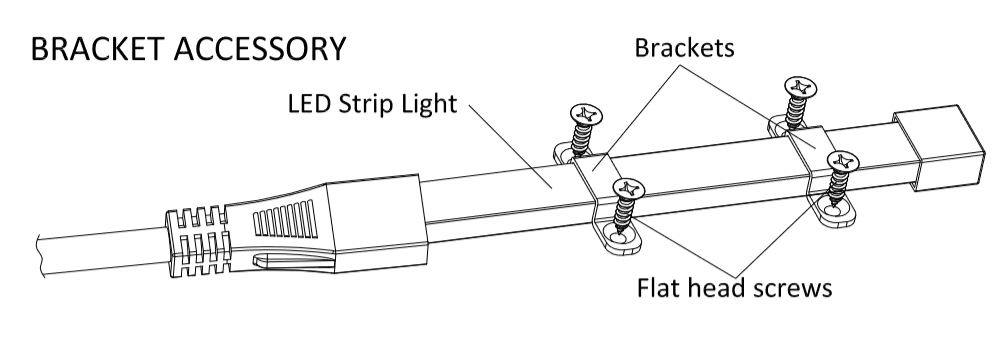 BRACKET ACCESSORY
Brackets
LED Strip Light
Flat head screws